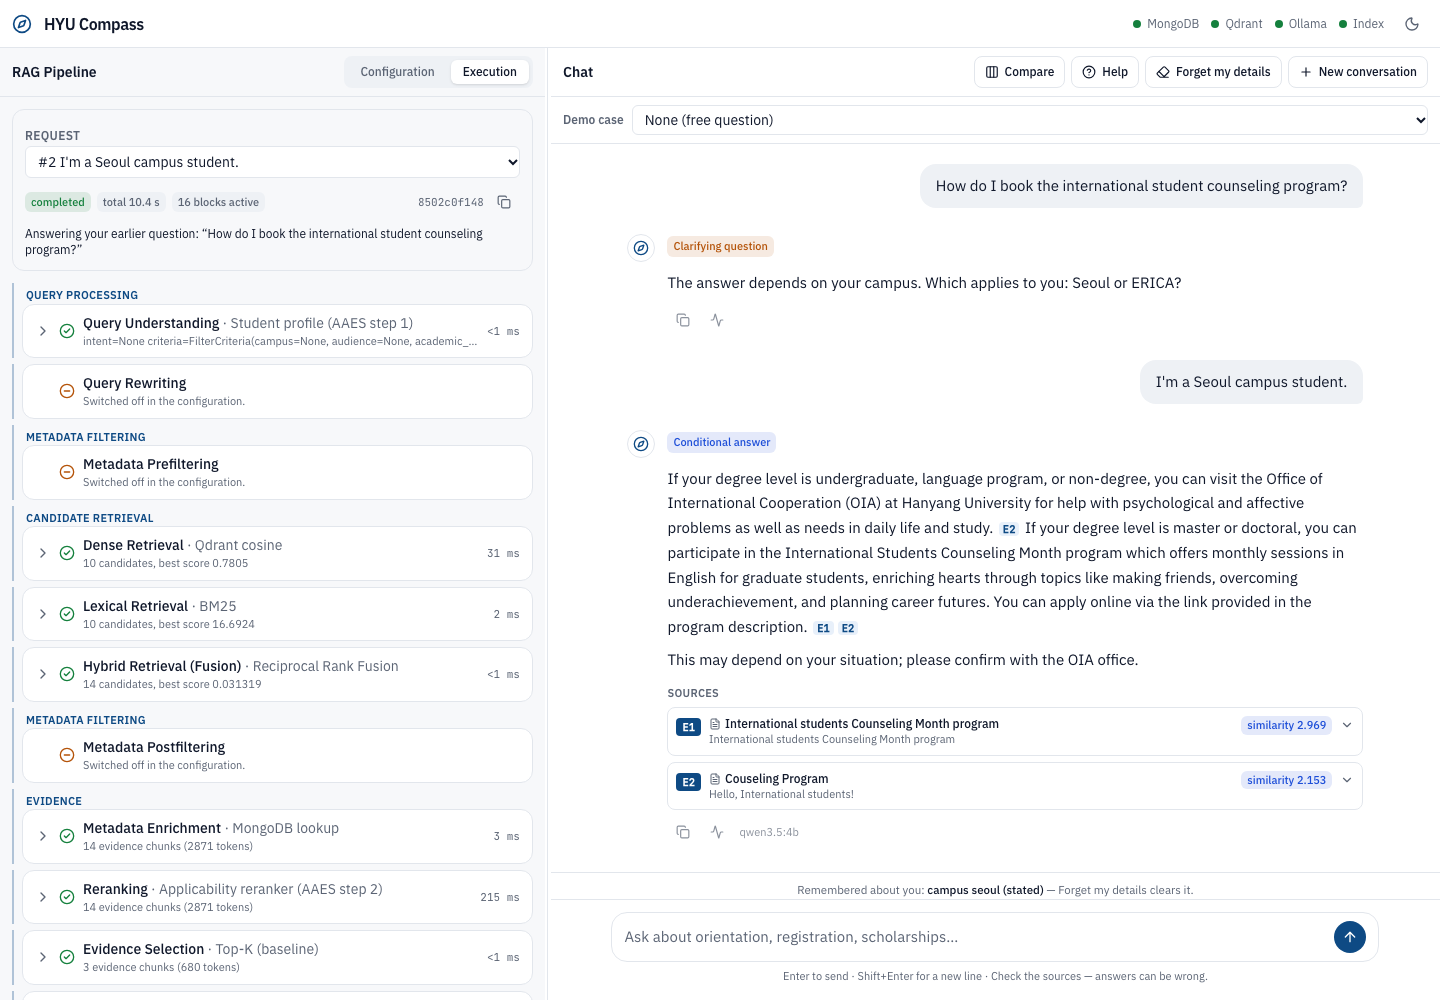 HYU Compass
MongoDB
Qdrant
Ollama
Index
RAG Pipeline
Configuration
Execution
REQUEST
#2 I'm a Seoul campus student.
completed
total 10.4 s
16 blocks active
8502c0f148
Answering your earlier question: “How do I book the international student counseling
program?”
QUERY PROCESSING
Query Understanding · Student profile (AAES step 1)
intent=None criteria=FilterCriteria(campus=None, audience=None, academic_...
<1 ms
Query Rewriting
Switched off in the configuration.
METADATA FILTERING
Metadata Prefiltering
Switched off in the configuration.
CANDIDATE RETRIEVAL
Dense Retrieval · Qdrant cosine
10 candidates, best score 0.7805
31 ms
Lexical Retrieval · BM25
10 candidates, best score 16.6924
2 ms
Hybrid Retrieval (Fusion) · Reciprocal Rank Fusion
14 candidates, best score 0.031319
<1 ms
METADATA FILTERING
Metadata Postfiltering
Switched off in the configuration.
EVIDENCE
Metadata Enrichment · MongoDB lookup
14 evidence chunks (2871 tokens)
3 ms
Reranking · Applicability reranker (AAES step 2)
14 evidence chunks (2871 tokens)
215 ms
Evidence Selection · Top-K (baseline)
3 evidence chunks (680 tokens)
<1 ms
Chat
Compare
Help
Forget my details
New conversation
Demo case
None (free question)
How do I book the international student counseling program?
Clarifying question
The answer depends on your campus. Which applies to you: Seoul or ERICA?
I'm a Seoul campus student.
Conditional answer
If your degree level is undergraduate, language program, or non-degree, you can visit the Office of
International Cooperation (OIA) at Hanyang University for help with psychological and affective
problems as well as needs in daily life and study. E2 If your degree level is master or doctoral, you can
participate in the International Students Counseling Month program which offers monthly sessions in
English for graduate students, enriching hearts through topics like making friends, overcoming
underachievement, and planning career futures. You can apply online via the link provided in the
program description. E1 E2
This may depend on your situation; please confirm with the OIA office.
SOURCES
E1
International students Counseling Month program
International students Counseling Month program
similarity 2.969
E2
Couseling Program
Hello, International students!
similarity 2.153
qwen3.5:4b
Remembered about you: campus seoul (stated) — Forget my details clears it.
Ask about orientation, registration, scholarships...
Enter to send · Shift+Enter for a new line · Check the sources — answers can be wrong.